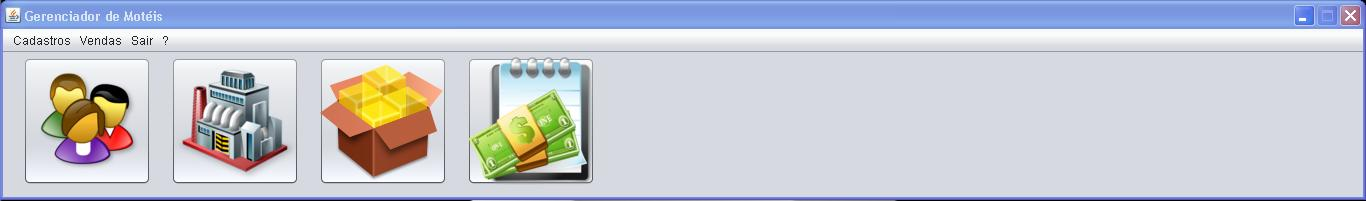 Gerenciador de Motéis
Cadastros Vendas Sair ?